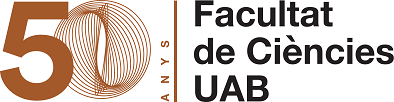 50
ANYS
Facultat
de Ciències
UAB